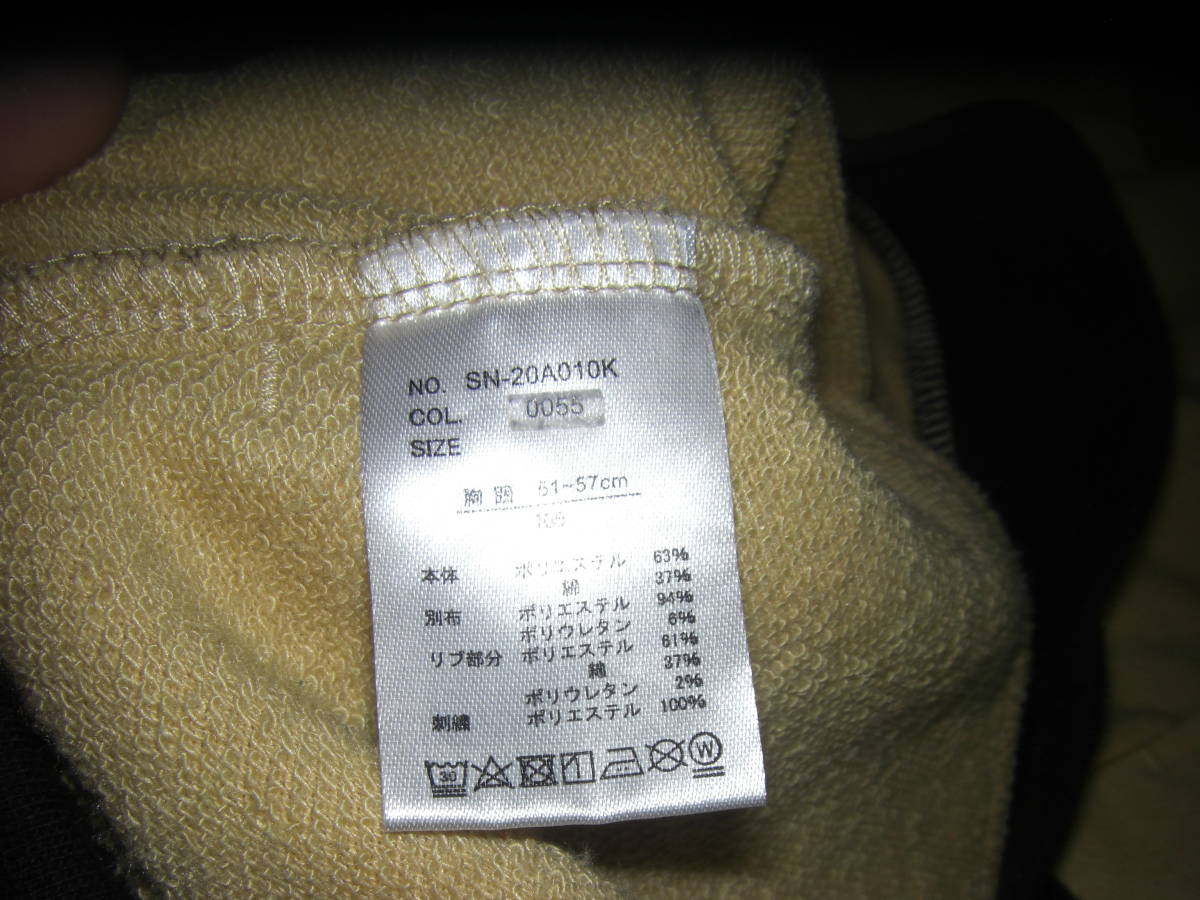 NO. SN-20A010K
COL. 0055
SIZE
胸囲 51~57cm
本体 ポリエステル 63%
綿 37%
別布 ポリエステル 94%
ポリウレタン 6%
リブ部分 ポリエステル 61%
綿 37%
ポリウレタン 2%
刺繍 ポリエステル 100%
30
W